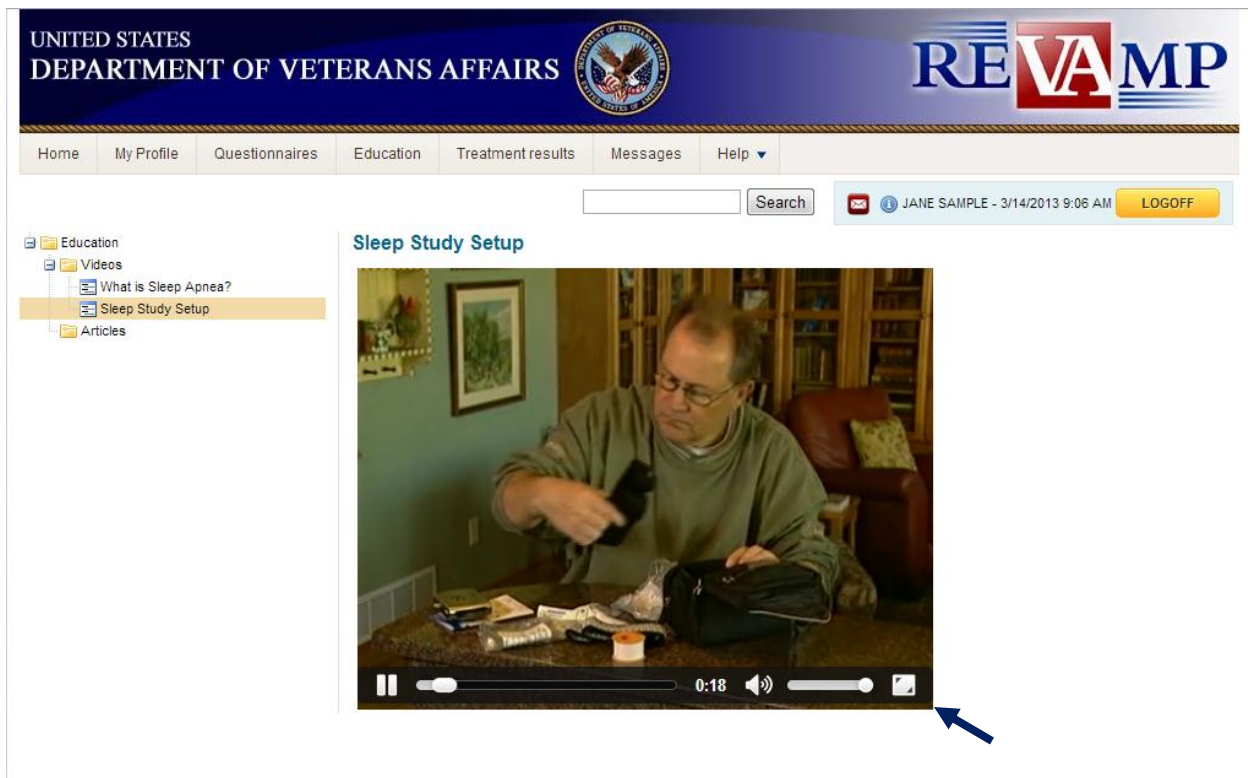 UNITED STATES
DEPARTMENT OF VETERANS AFFAIRS
REVAMP
Home My Profile Questionnaires Education Treatment results Messages Help
Search JANE SAMPLE - 3/14/2013 9:06 AM LOGOFF
Education
Videos
What is Sleep Apnea?
Sleep Study Setup
Articles
Sleep Study Setup
0:18